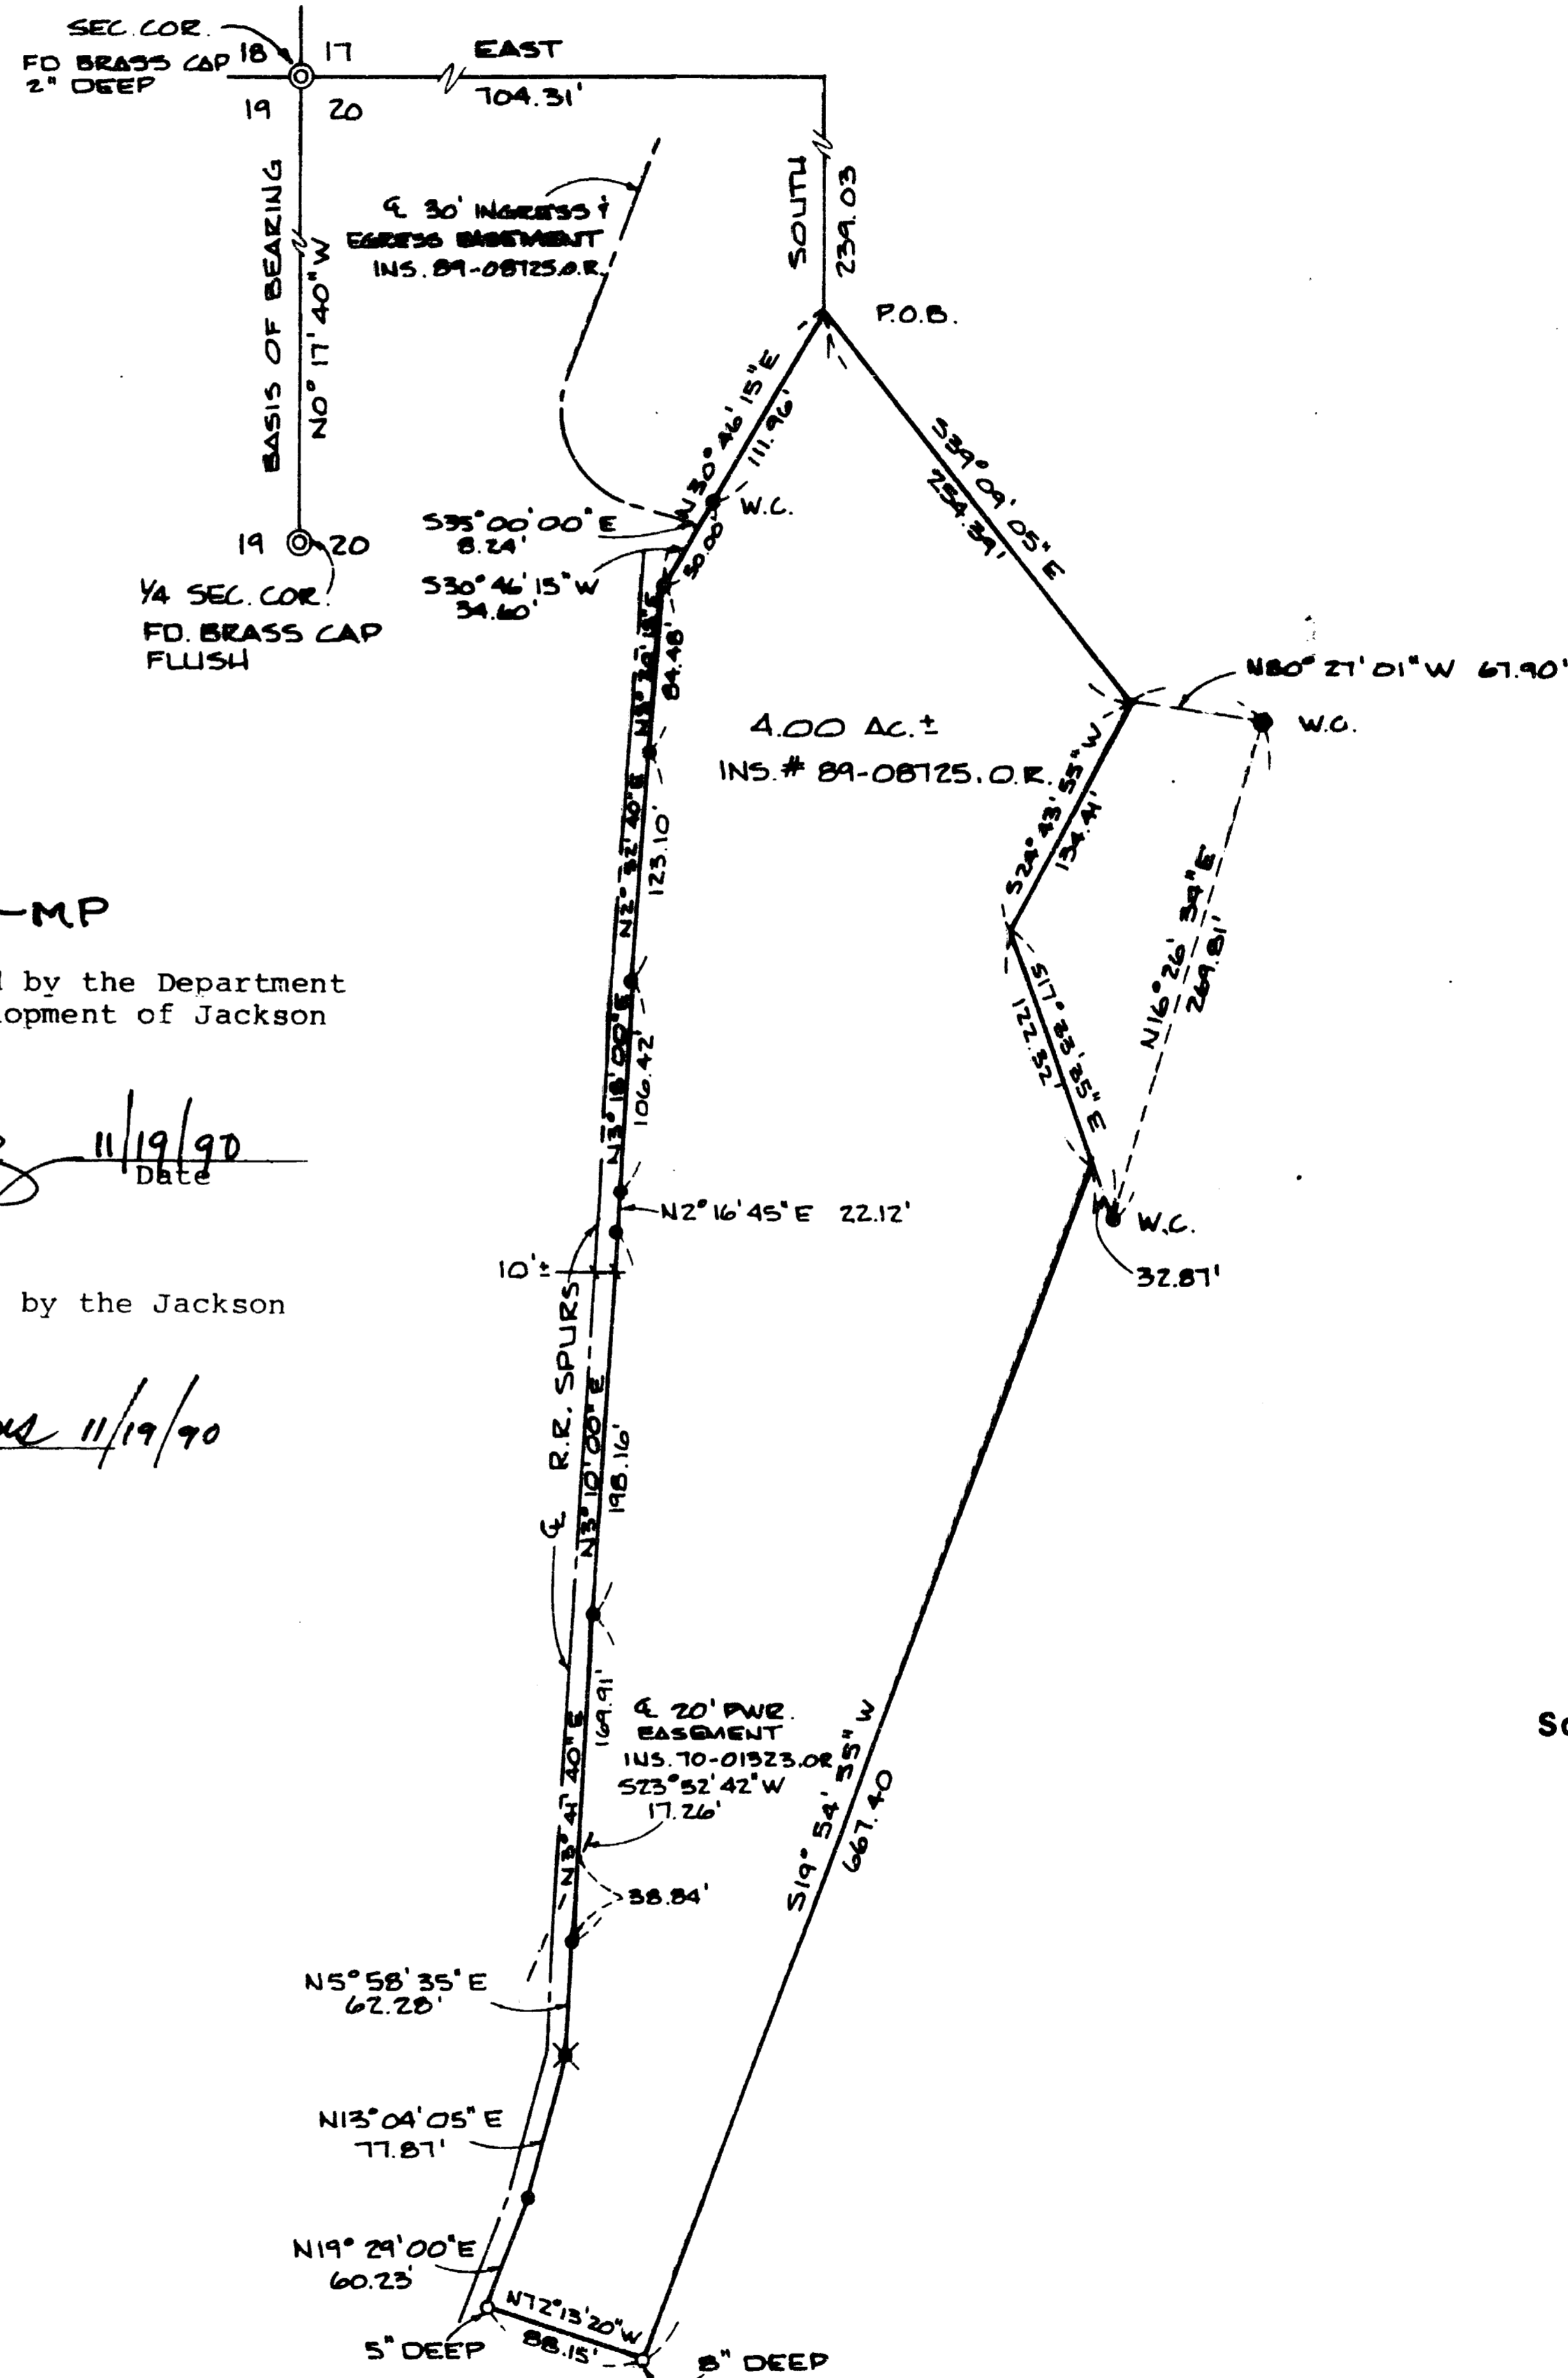 SEC. COR.
FD BRASS CAP
2" DEEP
18 17
19 20
EAST
704.31'
SOUTH
239.03
BASIS OF BEARING
N0° 17' 40" W
℄ 30' INGRESS &
EGRESS EASEMENT
INS. 89-08725.O.R.
P.O.B.
N30° 46' 15" E
111.96'
W.C.
S39° 09' 05" E
S35° 00' 00" E
8.24'
50.00'
19 20
S30° 46' 15" W
34.60'
1/4 SEC. COR.
FD. BRASS CAP
FLUSH
84.48'
N80° 27' 01" W 67.90'
W.C.
4.00 AC.±
INS.# 89-08725.O.R.
134.41'
N2° 32' 40" E
123.10'
N16° 26' 39" E
269.81'
S17° 23' 35" E
122.32'
-MP
by the Department
lopment of Jackson
N3° 18' 00" E
106.42'
11/19/90
Date
N2° 16' 45" E 22.12'
W.C.
32.87'
10'±
by the Jackson
11/19/90
℄ R.R. SPURS
N3° 10' 00" E
198.16'
169.91'
N3° 41' 40" E
℄ 20' PWR.
EASEMENT
INS. 70-01323.OR
S23° 32' 42" W
17.26'
S19° 54' 35" W
667.40
38.84'
N5° 58' 35" E
62.28'
N13° 04' 05" E
77.87'
N19° 29' 00" E
60.23'
N72° 13' 20" W
88.15'
5" DEEP
8" DEEP